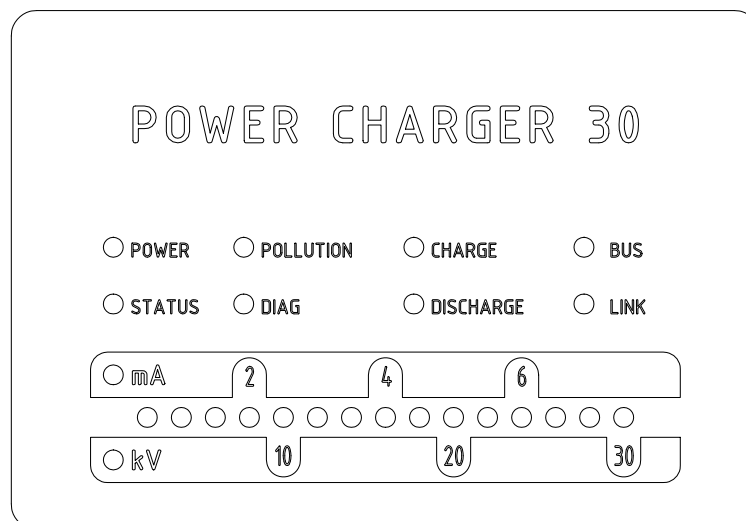 POWER CHARGER 30
POWER POLLUTION CHARGE BUS
STATUS DIAG DISCHARGE LINK
mA 2 4 6
kV 10 20 30